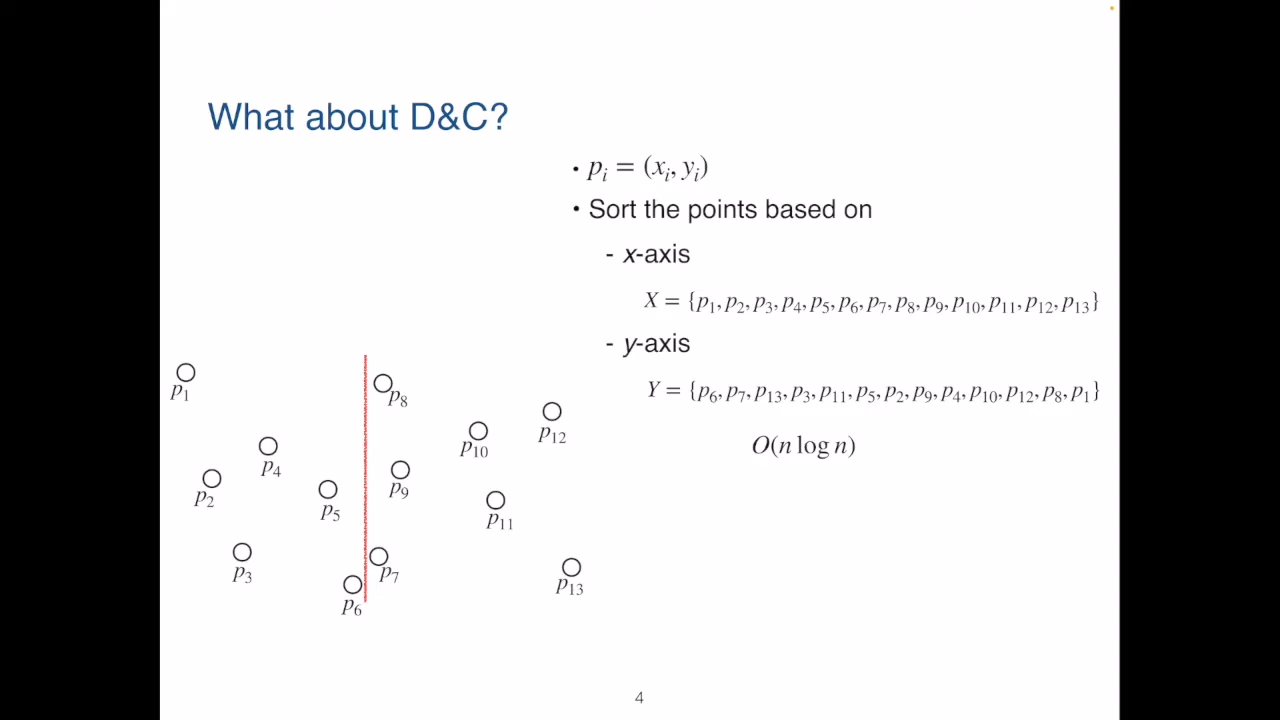 What about D&C?
• pᵢ = (xᵢ, yᵢ)
• Sort the points based on
- x-axis
X = {p₁, p₂, p₃, p₄, p₅, p₆, p₇, p₈, p₉, p₁₀, p₁₁, p₁₂, p₁₃}
- y-axis
Y = {p₆, p₇, p₁₃, p₃, p₁₁, p₅, p₂, p₉, p₄, p₁₀, p₁₂, p₈, p₁}
O(n log n)
p₁
p₈
p₁₂
p₁₀
p₄
p₉
p₂
p₅
p₁₁
p₃
p₇
p₁₃
p₆
4